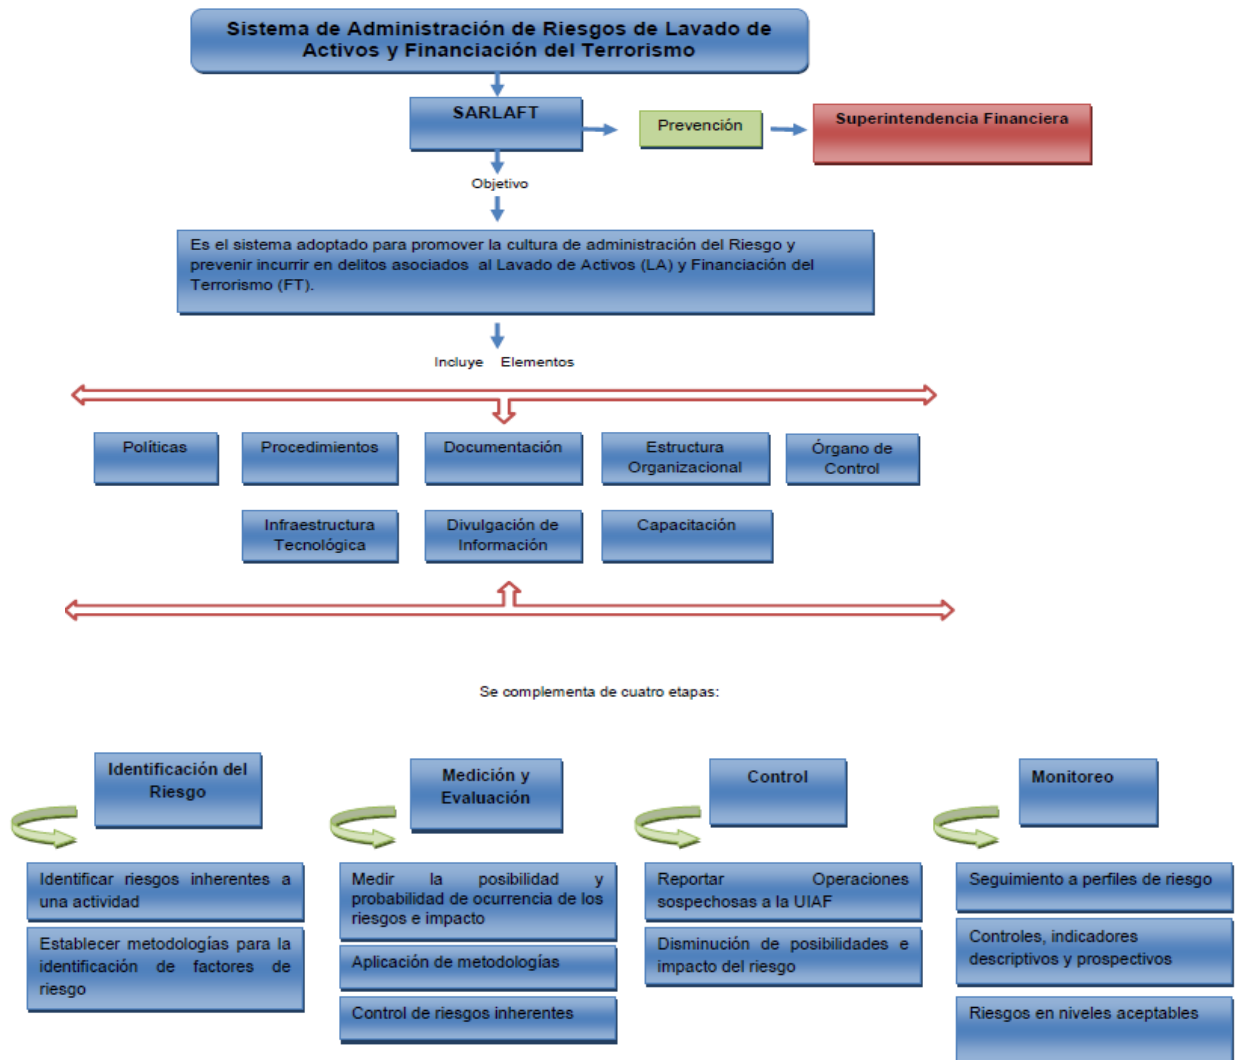 Sistema de Administración de Riesgos de Lavado de
Activos y Financiación del Terrorismo
SARLAFT
Prevención
Superintendencia Financiera
Objetivo
Es el sistema adoptado para promover la cultura de administración del Riesgo y
prevenir incurrir en delitos asociados al Lavado de Activos (LA) y Financiación del
Terrorismo (FT).
Incluye Elementos
Políticas
Procedimientos
Documentación
Estructura
Organizacional
Órgano de
Control
Infraestructura
Tecnológica
Divulgación de
Información
Capacitación
Se complementa de cuatro etapas:
Identificación del
Riesgo
Identificar riesgos inherentes a
una actividad
Establecer metodologías para la
identificación de factores de
riesgo
Medición y
Evaluación
Medir la posibilidad y
probabilidad de ocurrencia de los
riesgos e impacto
Aplicación de metodologías
Control de riesgos inherentes
Control
Reportar Operaciones
sospechosas a la UIAF
Disminución de posibilidades e
impacto del riesgo
Monitoreo
Seguimiento a perfiles de riesgo
Controles, indicadores
descriptivos y prospectivos
Riesgos en niveles aceptables